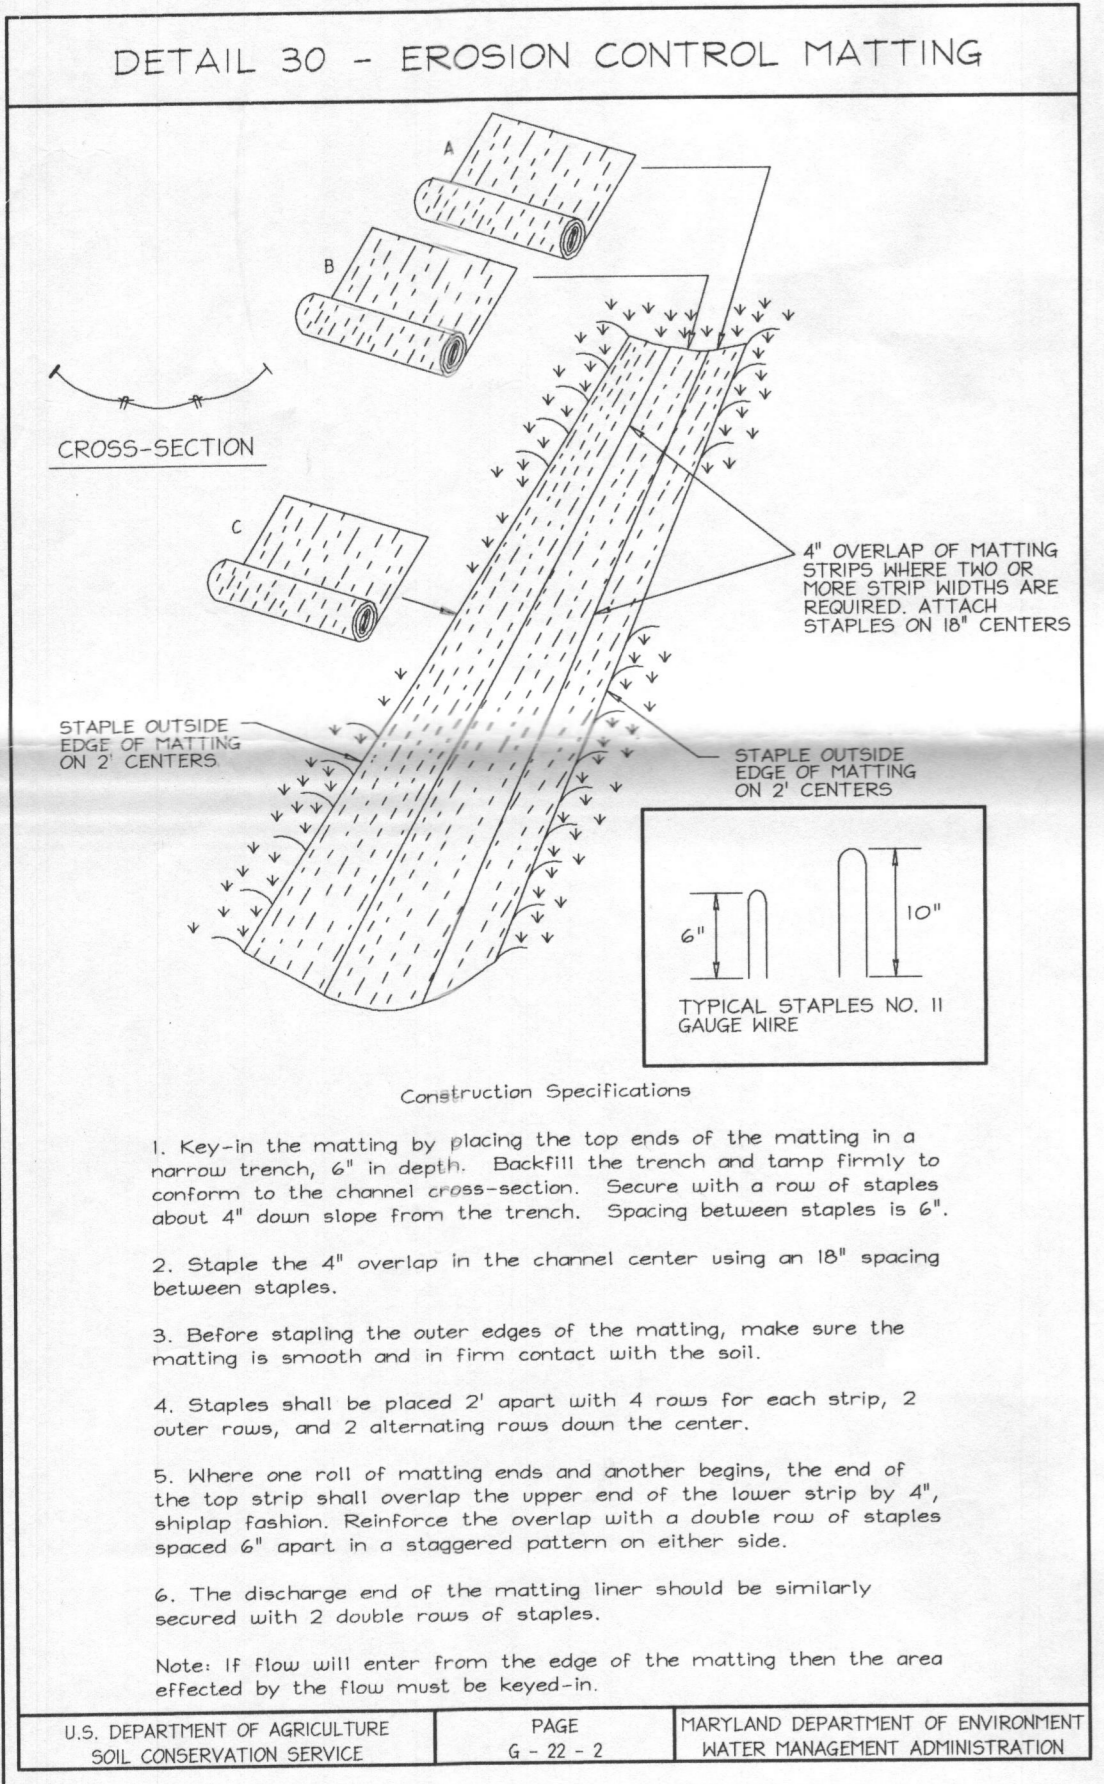 DETAIL 30 - EROSION CONTROL MATTING
A
B
CROSS-SECTION
C
4" OVERLAP OF MATTING
STRIPS WHERE TWO OR
MORE STRIP WIDTHS ARE
REQUIRED. ATTACH
STAPLES ON 18" CENTERS
STAPLE OUTSIDE
EDGE OF MATTING
ON 2' CENTERS
STAPLE OUTSIDE
EDGE OF MATTING
ON 2' CENTERS
6"
10"
TYPICAL STAPLES NO. 11
GAUGE WIRE
Construction Specifications
1. Key-in the matting by placing the top ends of the matting in a
narrow trench, 6" in depth. Backfill the trench and tamp firmly to
conform to the channel cross-section. Secure with a row of staples
about 4" down slope from the trench. Spacing between staples is 6".
2. Staple the 4" overlap in the channel center using an 18" spacing
between staples.
3. Before stapling the outer edges of the matting, make sure the
matting is smooth and in firm contact with the soil.
4. Staples shall be placed 2' apart with 4 rows for each strip, 2
outer rows, and 2 alternating rows down the center.
5. Where one roll of matting ends and another begins, the end of
the top strip shall overlap the upper end of the lower strip by 4",
shiplap fashion. Reinforce the overlap with a double row of staples
spaced 6" apart in a staggered pattern on either side.
6. The discharge end of the matting liner should be similarly
secured with 2 double rows of staples.
Note: If flow will enter from the edge of the matting then the area
effected by the flow must be keyed-in.
U.S. DEPARTMENT OF AGRICULTURE
SOIL CONSERVATION SERVICE
PAGE
G - 22 - 2
MARYLAND DEPARTMENT OF ENVIRONMENT
WATER MANAGEMENT ADMINISTRATION